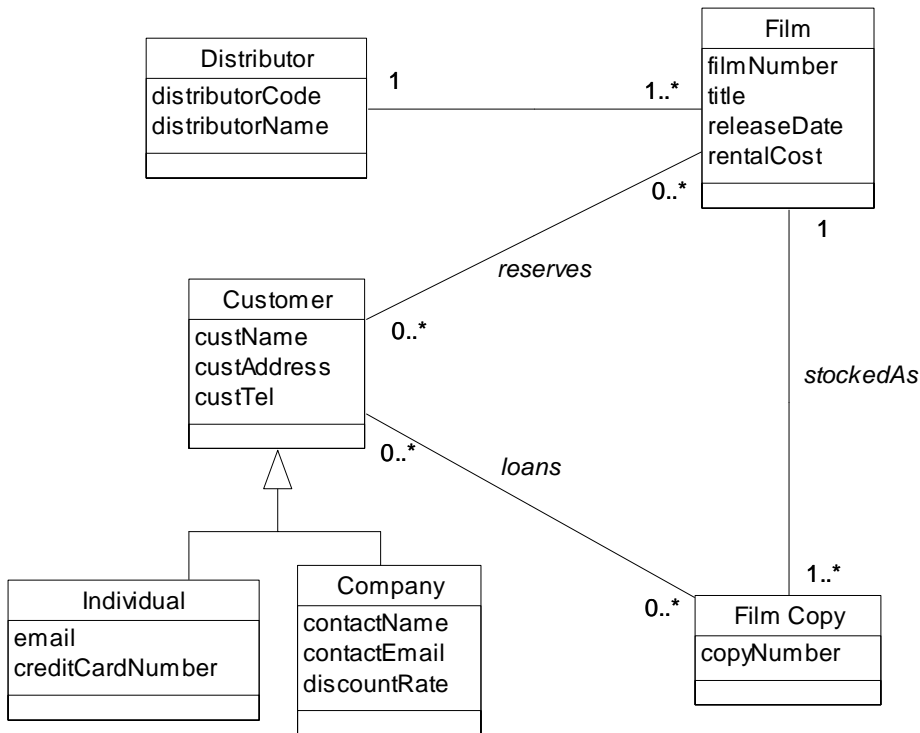 Film
filmNumber
title
releaseDate
rentalCost
Distributor
distributorCode
distributorName
1
1..*
0..*
1
reserves
Customer
custName
custAddress
custTel
0..*
stockedAs
0..*
loans
Individual
email
creditCardNumber
Company
contactName
contactEmail
discountRate
0..*
1..*
Film Copy
copyNumber